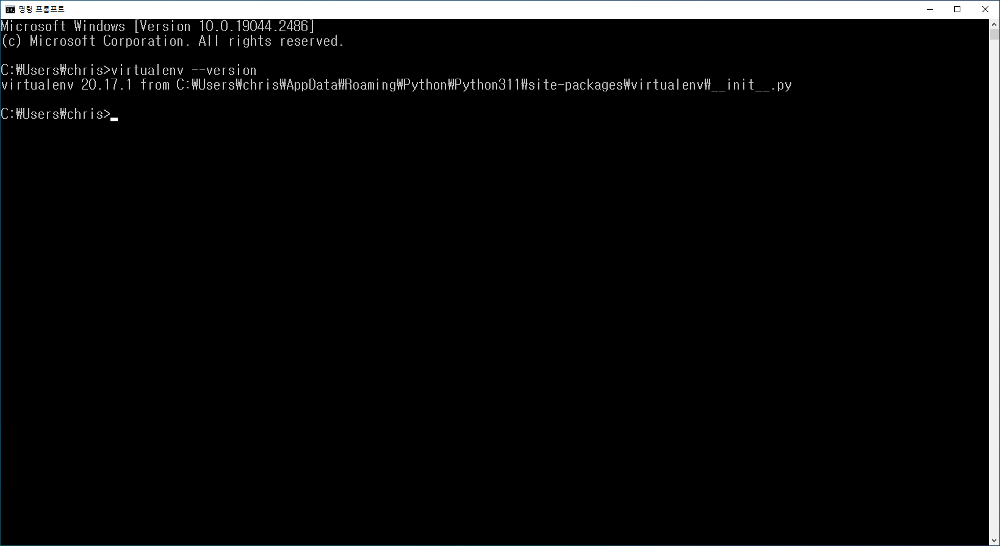 명령 프롬프트
Microsoft Windows [Version 10.0.19044.2486]
(c) Microsoft Corporation. All rights reserved.
C:₩Users₩chris>virtualenv --version
virtualenv 20.17.1 from C:₩Users₩chris₩AppData₩Roaming₩Python₩Python311₩site-packages₩virtualenv₩__init__.py
C:₩Users₩chris>